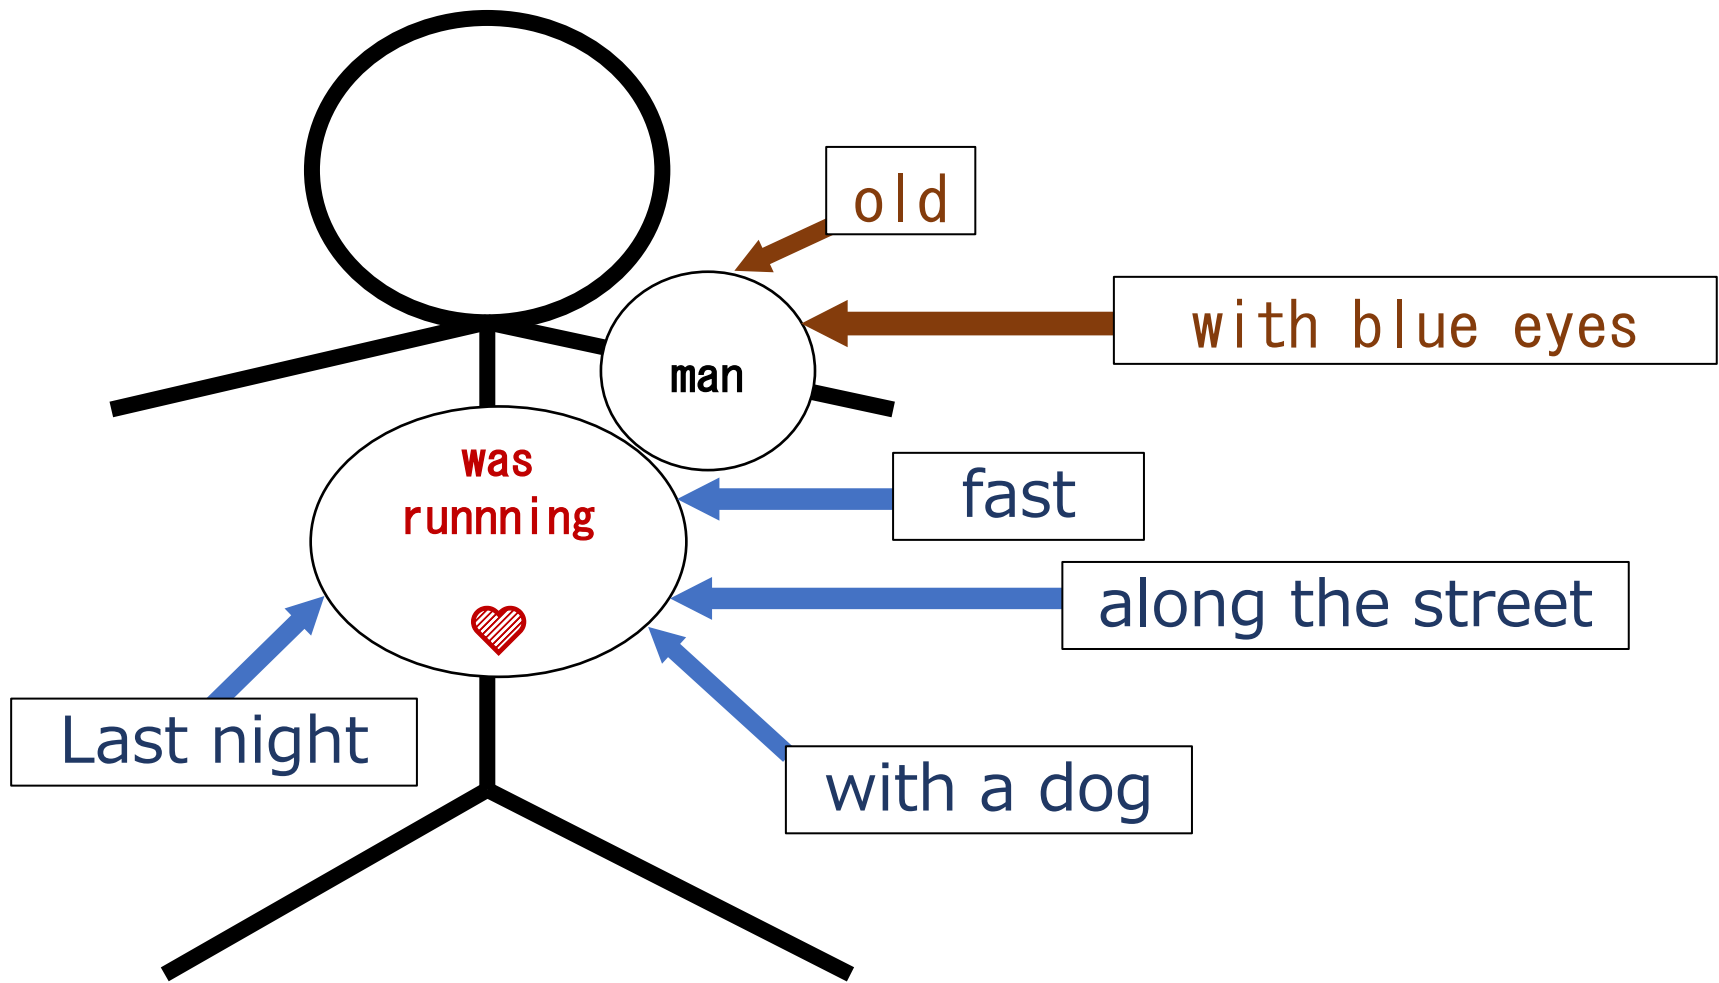 old
with blue eyes
man
was
runnning
fast
along the street
Last night
with a dog